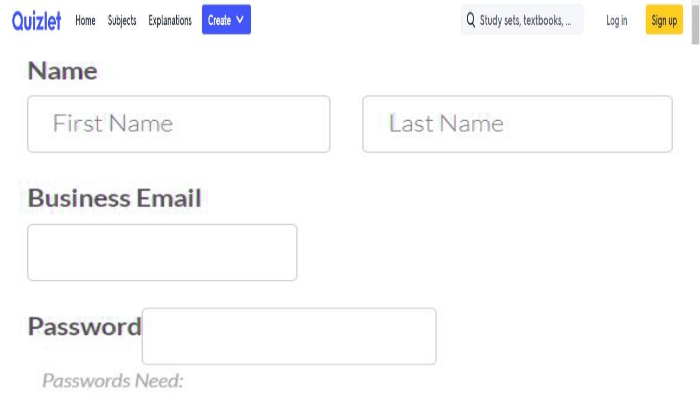 Quizlet Home Subjects Explanations Create Study sets, textbooks, ... Log in Sign up
Name
First Name Last Name
Business Email
Password
Passwords Need: